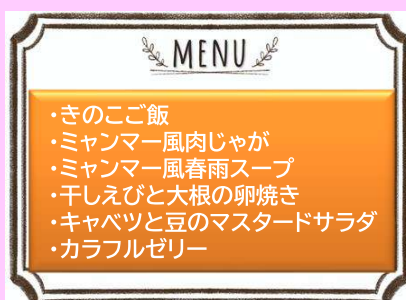 MENU
・きのこご飯
・ミャンマー風肉じゃが
・ミャンマー風春雨スープ
・干しえびと大根の卵焼き
・キャベツと豆のマスタードサラダ
・カラフルゼリー